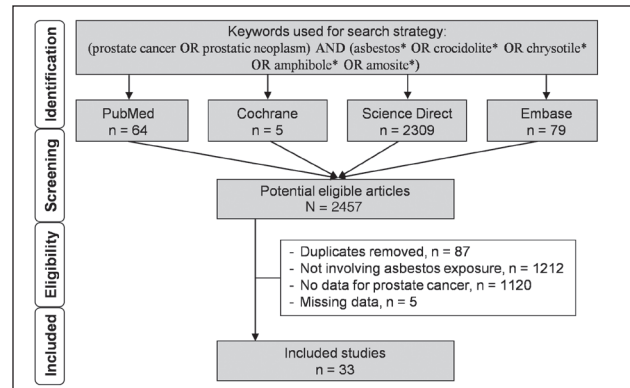 Identification
Keywords used for search strategy:
(prostate cancer OR prostatic neoplasm) AND (asbestos* OR crocidolite* OR chrysotile*
OR amphibole* OR amosite*)
PubMed
n = 64
Cochrane
n = 5
Science Direct
n = 2309
Embase
n = 79
Screening
Potential eligible articles
N = 2457
Eligibility
- Duplicates removed, n = 87
- Not involving asbestos exposure, n = 1212
- No data for prostate cancer, n = 1120
- Missing data, n = 5
Included
Included studies
n = 33